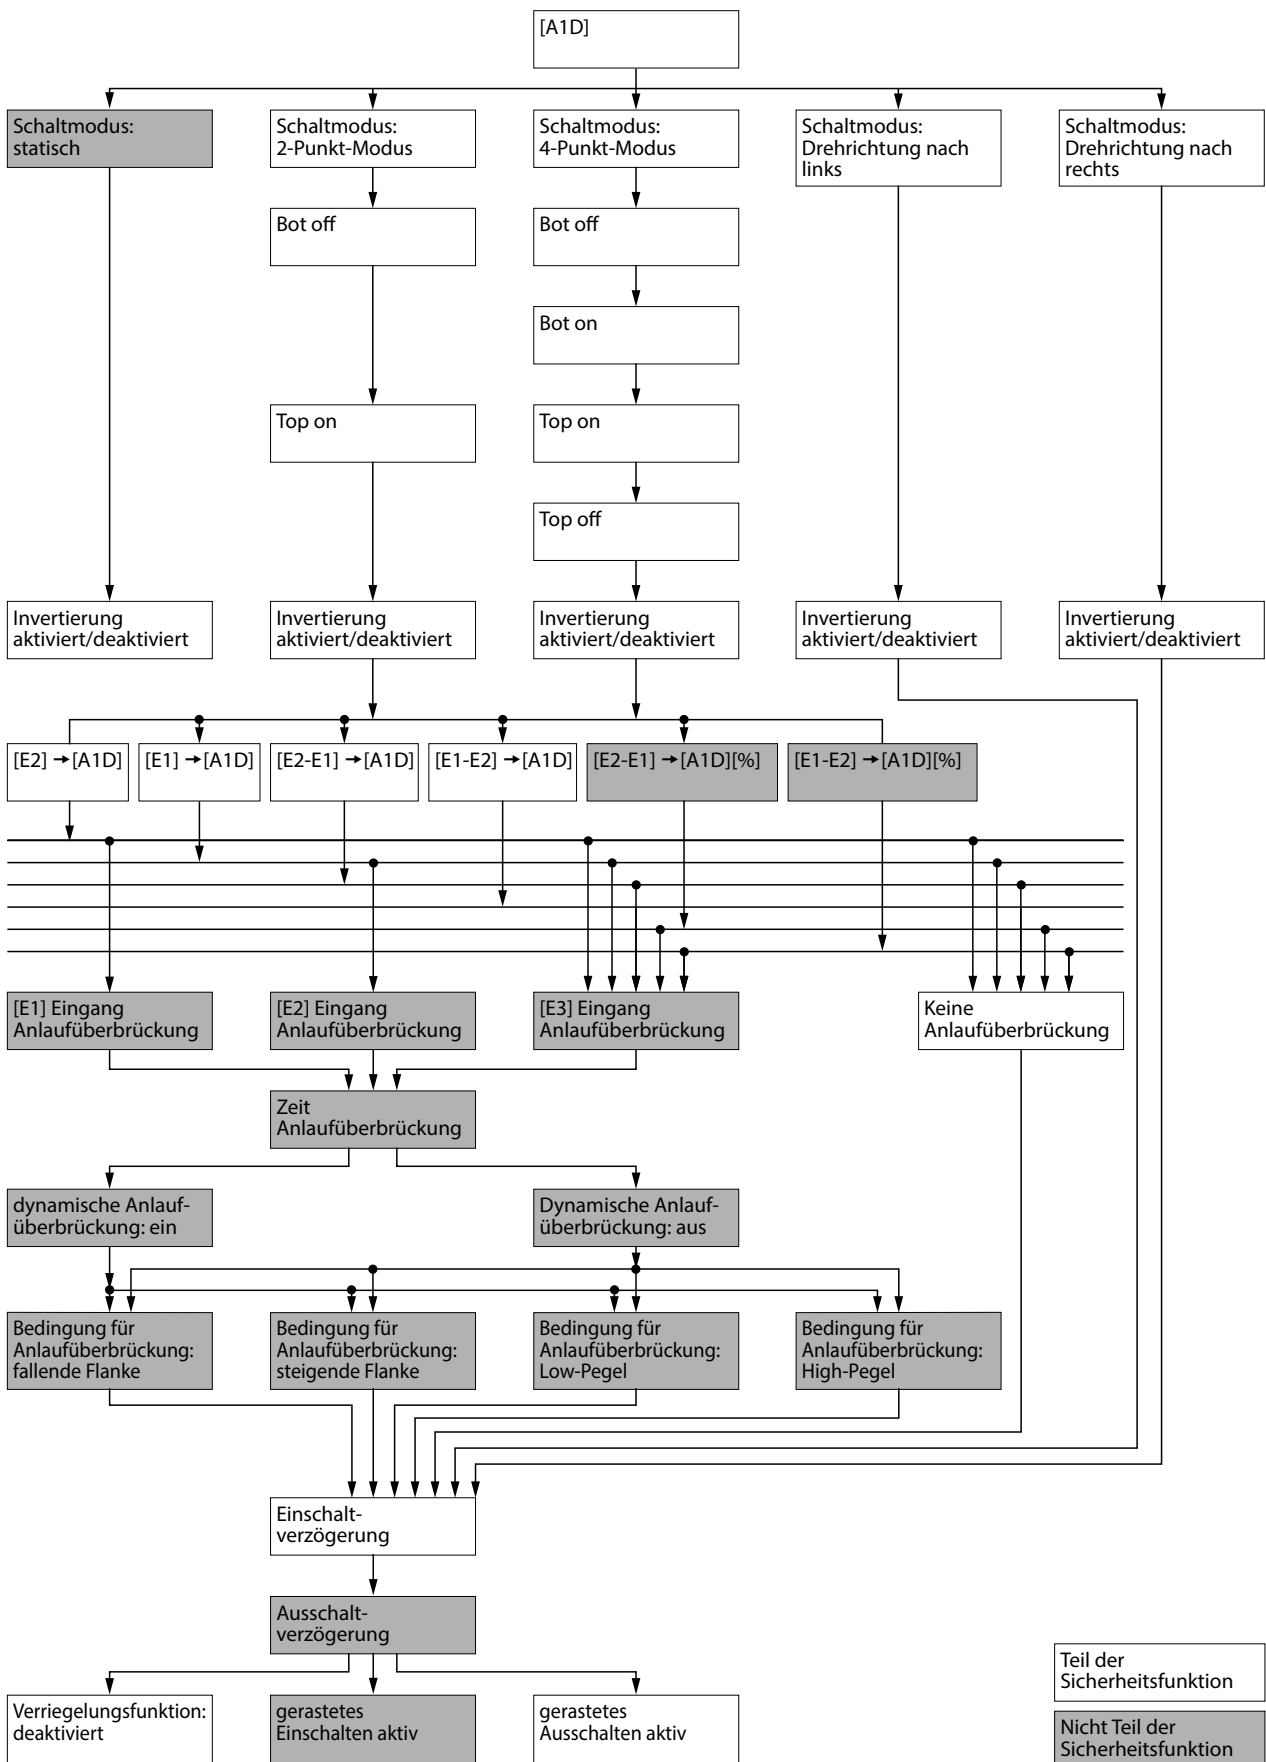 [A1D]
Schaltmodus:
statisch
Schaltmodus:
2-Punkt-Modus
Schaltmodus:
4-Punkt-Modus
Schaltmodus:
Drehrichtung nach
links
Schaltmodus:
Drehrichtung nach
rechts
Bot off
Bot off
Bot on
Top on
Top on
Top off
Invertierung
aktiviert/deaktiviert
Invertierung
aktiviert/deaktiviert
Invertierung
aktiviert/deaktiviert
Invertierung
aktiviert/deaktiviert
Invertierung
aktiviert/deaktiviert
[E2] → [A1D]
[E1] → [A1D]
[E2-E1] → [A1D]
[E1-E2] → [A1D]
[E2-E1] → [A1D][%]
[E1-E2] → [A1D][%]
[E1] Eingang
Anlaufüberbrückung
[E2] Eingang
Anlaufüberbrückung
[E3] Eingang
Anlaufüberbrückung
Keine
Anlaufüberbrückung
Zeit
Anlaufüberbrückung
dynamische Anlauf-
überbrückung: ein
Dynamische Anlauf-
überbrückung: aus
Bedingung für
Anlaufüberbrückung:
fallende Flanke
Bedingung für
Anlaufüberbrückung:
steigende Flanke
Bedingung für
Anlaufüberbrückung:
Low-Pegel
Bedingung für
Anlaufüberbrückung:
High-Pegel
Einschalt-
verzögerung
Ausschalt-
verzögerung
Verriegelungsfunktion:
deaktiviert
gerastetes
Einschalten aktiv
gerastetes
Ausschalten aktiv
Teil der
Sicherheitsfunktion
Nicht Teil der
Sicherheitsfunktion